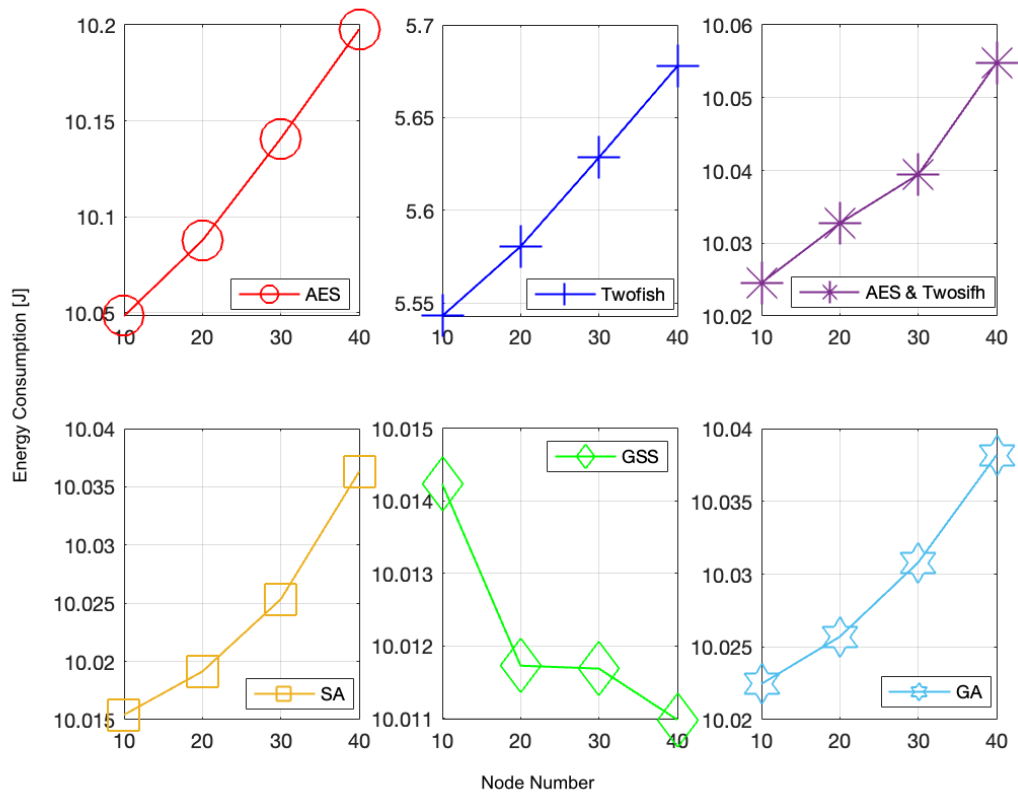 Energy Consumption [J]
10.2
10.15
10.1
10.05
10 20 30 40
AES
5.7
5.65
5.6
5.55
10 20 30 40
Twofish
10.06
10.05
10.04
10.03
10.02
10 20 30 40
AES & Twosifh
10.04
10.035
10.03
10.025
10.02
10.015
10 20 30 40
SA
10.015
10.014
10.013
10.012
10.011
10 20 30 40
GSS
10.04
10.035
10.03
10.025
10.02
10 20 30 40
GA
Node Number